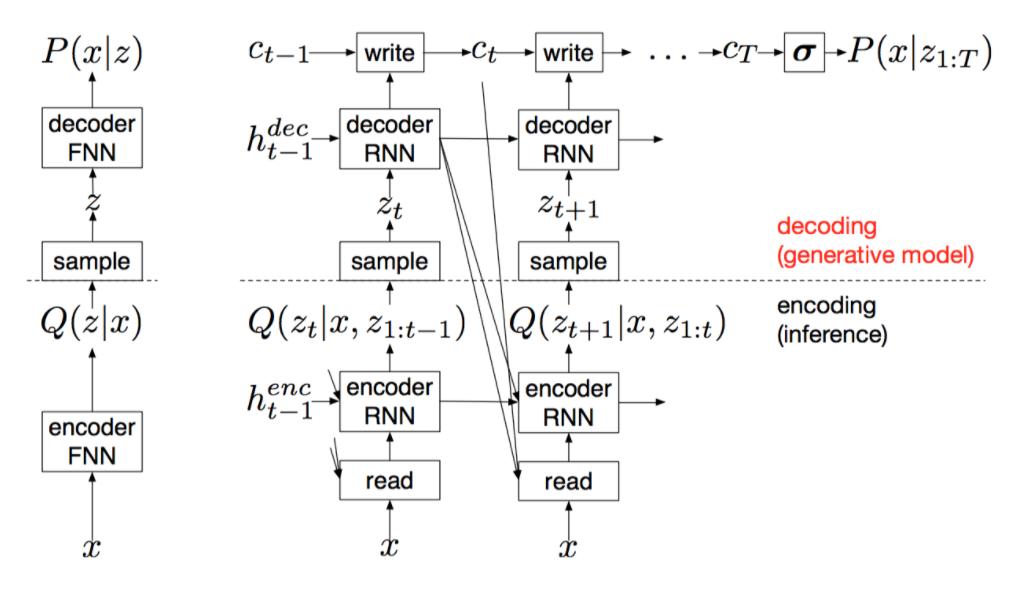 P(x|z)
decoder
FNN
z
sample
Q(z|x)
encoder
FNN
x
c_{t−1} write c_t write . . . c_T σ P(x|z_{1:T})
h_{t−1}^{dec}
decoder
RNN
decoder
RNN
z_t z_{t+1}
sample sample
Q(z_t|x, z_{1:t−1}) Q(z_{t+1}|x, z_{1:t})
h_{t−1}^{enc}
encoder
RNN
encoder
RNN
read read
x x
decoding
(generative model)
encoding
(inference)